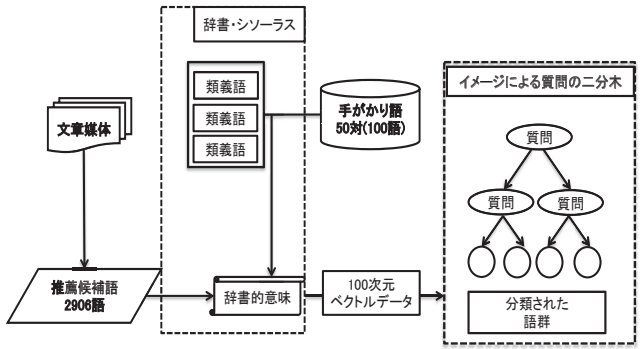 辞書・シソーラス
類義語
類義語
類義語
手がかり語
50対(100語)
文章媒体
推薦候補語
2906語
辞書的意味
100次元
ベクトルデータ
イメージによる質問の二分木
質問
質問
質問
分類された
語群